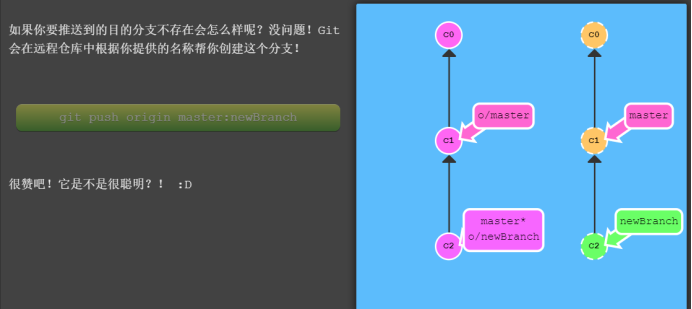 如果你要推送到的目的分支不存在会怎么样呢？没问题！Git
会在远程仓库中根据你提供的名称帮你创建这个分支！
git push origin master:newBranch
很赞吧！它是不是很聪明？！ :D
C0
C0
o/master
master
C1
C1
master*
o/newBranch
newBranch
C2
C2